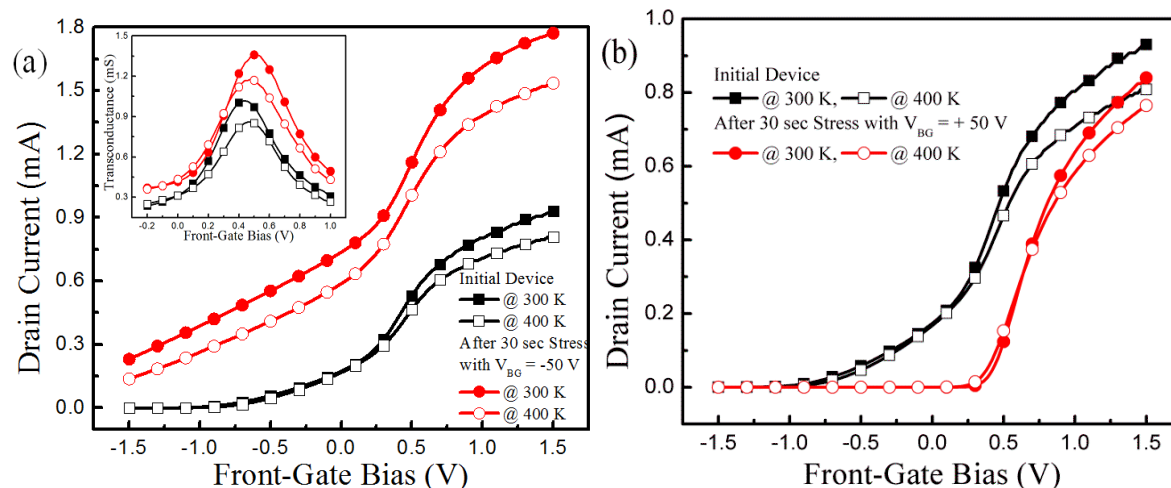 (a)
Drain Current (mA)
1.8
1.5
1.2
0.9
0.6
0.3
0.0
-1.5
-1.0
-0.5
0.0
0.5
1.0
1.5
Front-Gate Bias (V)
Transconductance (mS)
1.5
1.2
0.9
0.6
0.3
-0.2
0.0
0.2
0.4
0.6
0.8
1.0
Front-Gate Bias (V)
Initial Device
@ 300 K
@ 400 K
After 30 sec Stress
with VBG = -50 V
@ 300 K
@ 400 K
(b)
Drain Current (mA)
1.0
0.8
0.6
0.4
0.2
0.0
-1.5
-1.0
-0.5
0.0
0.5
1.0
1.5
Front-Gate Bias (V)
Initial Device
@ 300 K, @ 400 K
After 30 sec Stress with VBG = + 50 V
@ 300 K, @ 400 K